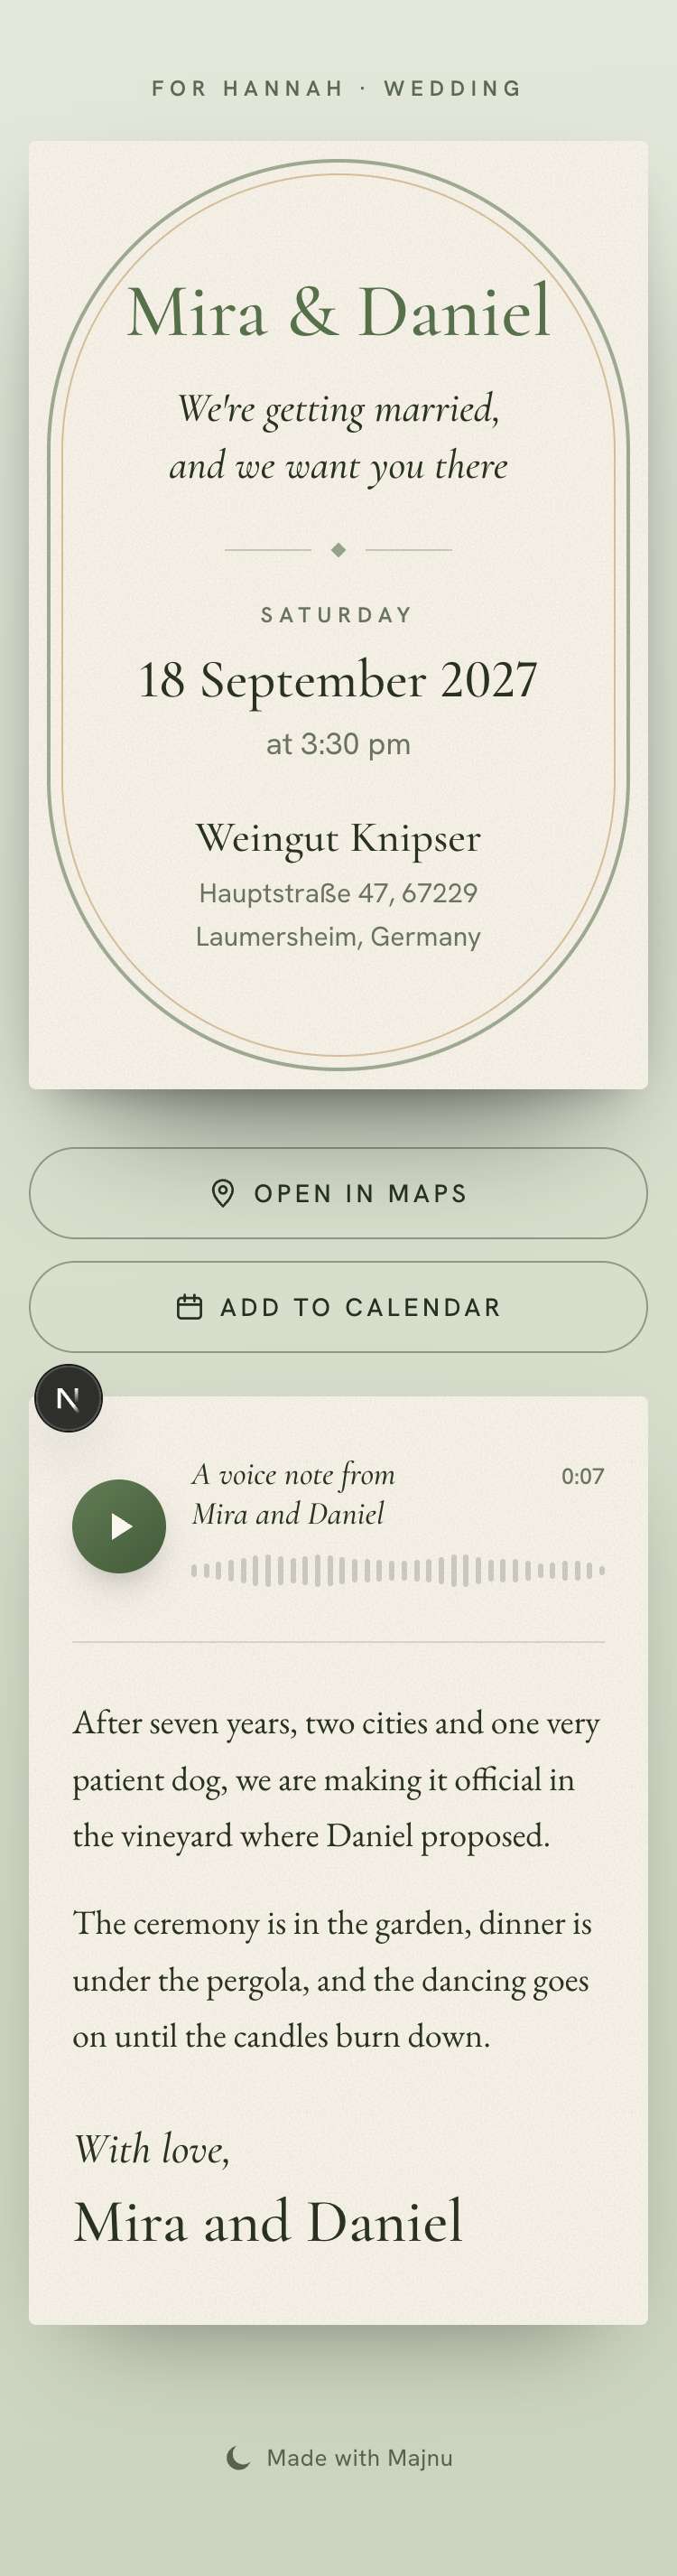 FOR HANNAH · WEDDING
Mira & Daniel
We're getting married,
and we want you there
SATURDAY
18 September 2027
at 3:30 pm
Weingut Knipser
Hauptstraße 47, 67229
Laumersheim, Germany
OPEN IN MAPS
ADD TO CALENDAR
N
A voice note from
Mira and Daniel
0:07
After seven years, two cities and one very
patient dog, we are making it official in
the vineyard where Daniel proposed.
The ceremony is in the garden, dinner is
under the pergola, and the dancing goes
on until the candles burn down.
With love,
Mira and Daniel
Made with Majnu